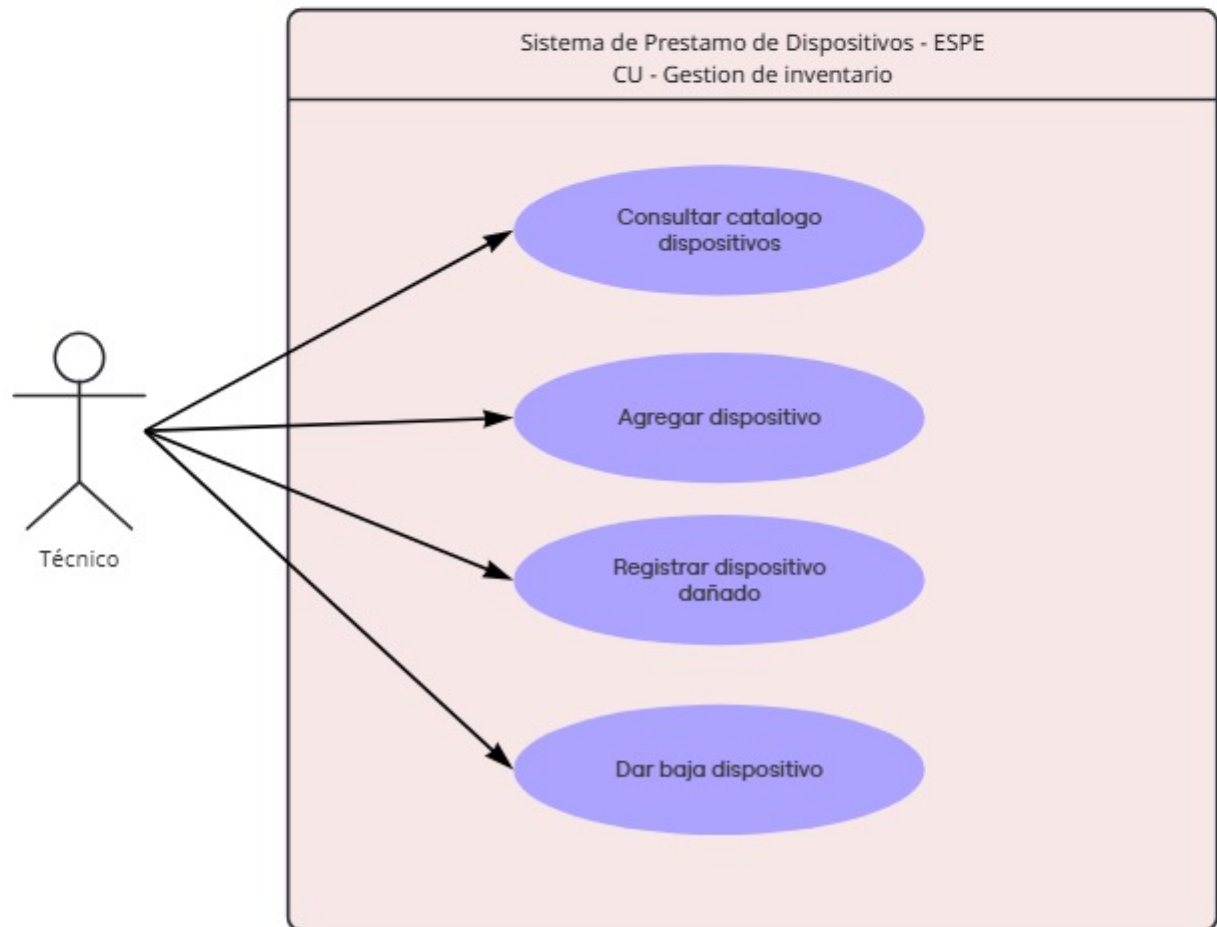 Sistema de Prestamo de Dispositivos - ESPE
CU - Gestion de inventario
Consultar catalogo
dispositivos
Agregar dispositivo
Registrar dispositivo
dañado
Técnico
Dar baja dispositivo